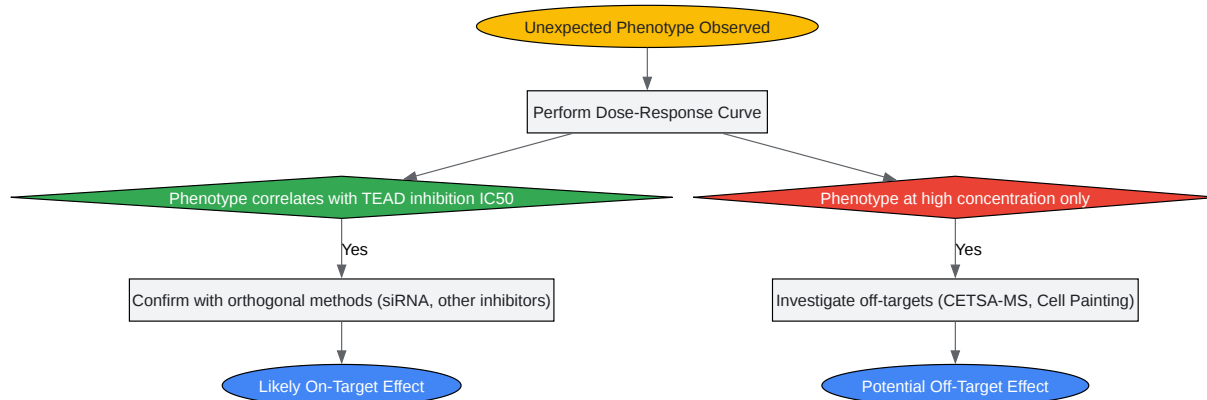 Unexpected Phenotype Observed
Perform Dose-Response Curve
Phenotype correlates with TEAD inhibition IC50
Phenotype at high concentration only
Yes
Yes
Confirm with orthogonal methods (siRNA, other inhibitors)
Investigate off-targets (CETSA-MS, Cell Painting)
Likely On-Target Effect
Potential Off-Target Effect